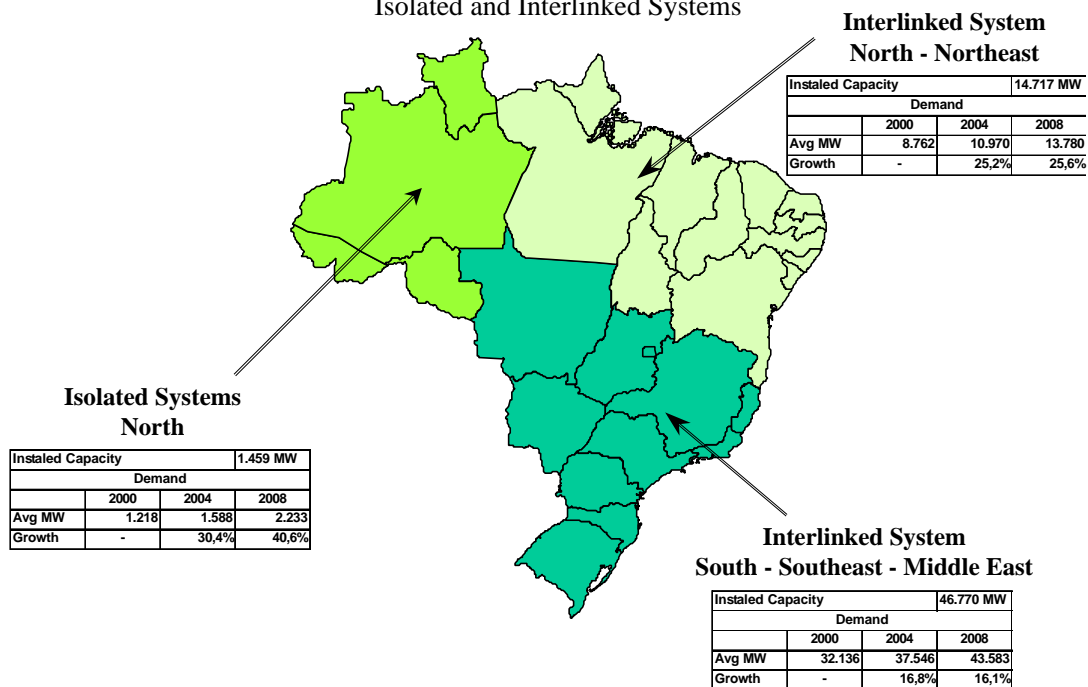 Isolated and Interlinked Systems
Interlinked System
North - Northeast
Instaled Capacity 14.717 MW
Demand
2000 2004 2008
Avg MW 8.762 10.970 13.780
Growth - 25,2% 25,6%
Isolated Systems
North
Instaled Capacity 1.459 MW
Demand
2000 2004 2008
Avg MW 1.218 1.588 2.233
Growth - 30,4% 40,6%
Interlinked System
South - Southeast - Middle East
Instaled Capacity 46.770 MW
Demand
2000 2004 2008
Avg MW 32.136 37.546 43.583
Growth - 16,8% 16,1%